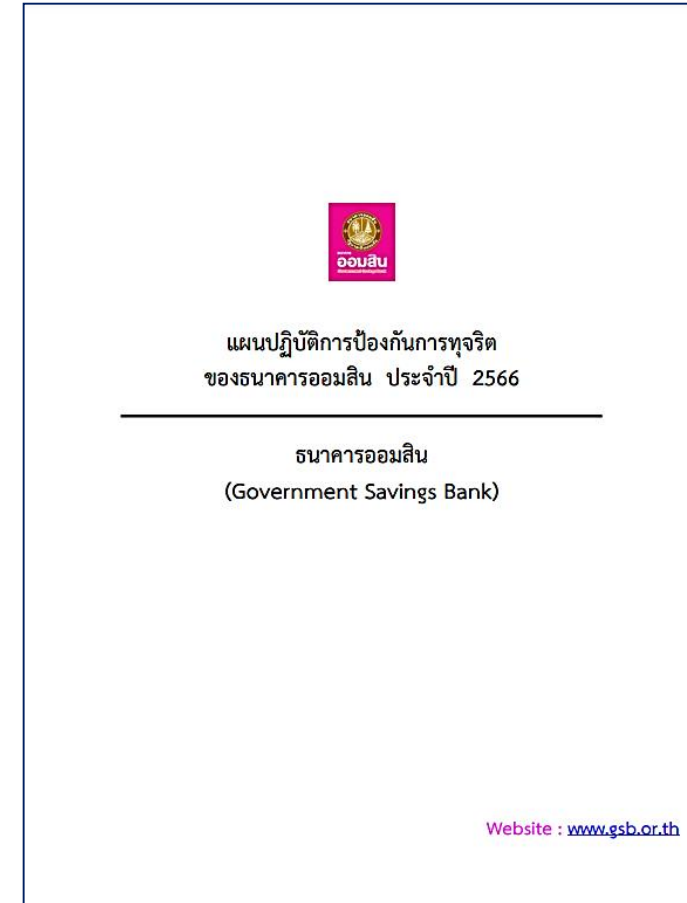 ออมสิน
แผนปฏิบัติการป้องกันการทุจริต
ของธนาคารออมสิน ประจำปี 2566
ธนาคารออมสิน
(Government Savings Bank)
Website : www.gsb.or.th